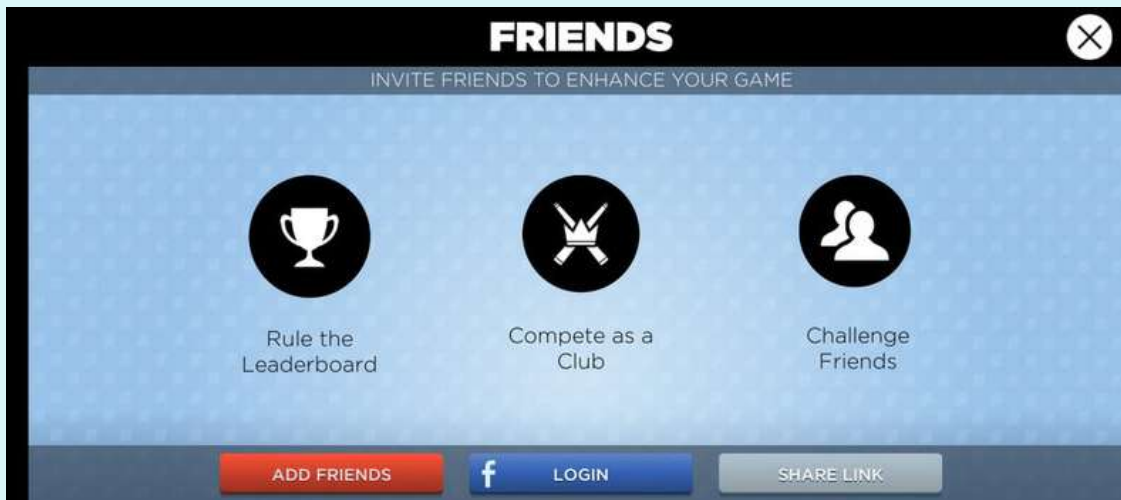 FRIENDS
INVITE FRIENDS TO ENHANCE YOUR GAME
Rule the
Leaderboard
Compete as a
Club
Challenge
Friends
ADD FRIENDS
f LOGIN
SHARE LINK